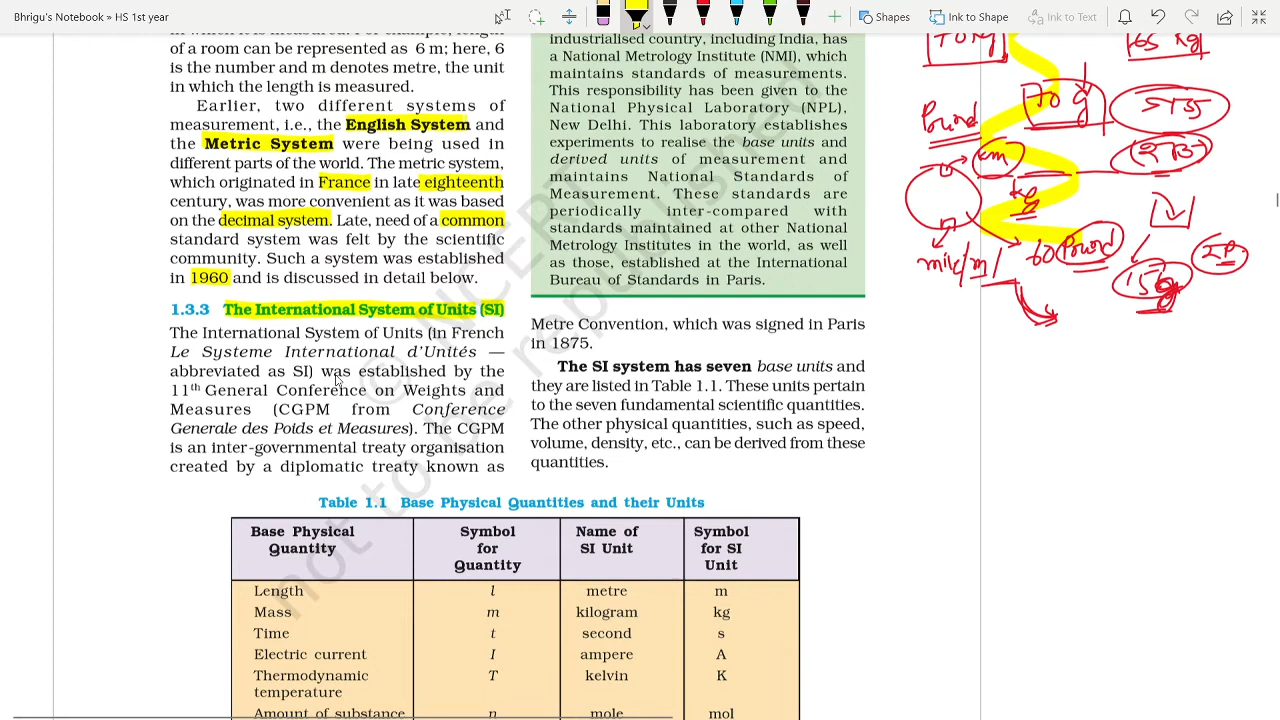 Bhrigu's Notebook » HS 1st year
Shapes
Ink to Shape
Ink to Text
of a room can be represented as 6 m; here, 6
is the number and m denotes metre, the unit
in which the length is measured.
Earlier, two different systems of
measurement, i.e., the English System and
the Metric System were being used in
different parts of the world. The metric system,
which originated in France in late eighteenth
century, was more convenient as it was based
on the decimal system. Late, need of a common
standard system was felt by the scientific
community. Such a system was established
in 1960 and is discussed in detail below.
1.3.3 The International System of Units (SI)
The International System of Units (in French
Le Systeme International d'Unités —
abbreviated as SI) was established by the
11th General Conference on Weights and
Measures (CGPM from Conference
Generale des Poids et Measures). The CGPM
is an inter-governmental treaty organisation
created by a diplomatic treaty known as
industrialised country, including India, has
a National Metrology Institute (NMI), which
maintains standards of measurements.
This responsibility has been given to the
National Physical Laboratory (NPL),
New Delhi. This laboratory establishes
experiments to realise the base units and
derived units of measurement and
maintains National Standards of
Measurement. These standards are
periodically inter-compared with
standards maintained at other National
Metrology Institutes in the world, as well
as those, established at the International
Bureau of Standards in Paris.
Metre Convention, which was signed in Paris
in 1875.
The SI system has seven base units and
they are listed in Table 1.1. These units pertain
to the seven fundamental scientific quantities.
The other physical quantities, such as speed,
volume, density, etc., can be derived from these
quantities.
Table 1.1 Base Physical Quantities and their Units
Base Physical Quantity
Symbol for Quantity
Name of SI Unit
Symbol for SI Unit
Length l metre m
Mass m kilogram kg
Time t second s
Electric current I ampere A
Thermodynamic temperature T kelvin K
Amount of substance n mole mol
© NCERT
not to be republished
65 kg
70 g
Pound
km
kg
60 Pound